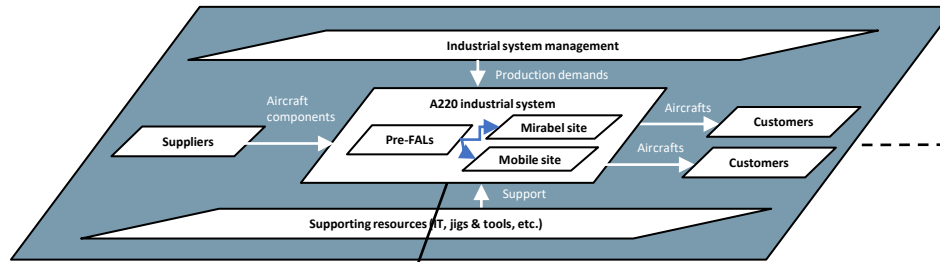 Industrial system management
Production demands
Aircraft
components
A220 industrial system
Aircrafts
Suppliers
Pre-FALs
Mirabel site
Customers
Mobile site
Aircrafts
Customers
Support
Supporting resources (IT, jigs & tools, etc.)